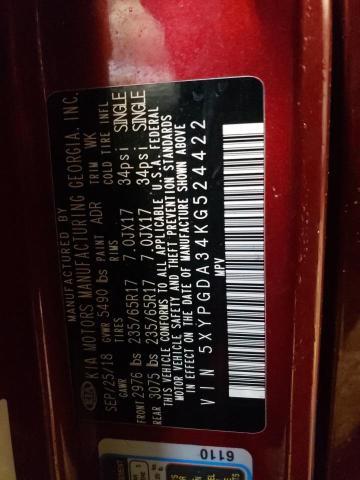 MANUFACTURED BY
KIA MOTORS MANUFACTURING GEORGIA, INC.
SEP/25/18 GVWR 5490 lbs PAINT ADR TRIM WK
GAWR TIRES RIMS COLD TIRE INFL
FRONT 2976 lbs 235/65R17 7.0UX17 34psi SINGLE
REAR 3075 lbs 235/65R17 7.0UX17 34psi SINGLE
THIS VEHICLE CONFORMS TO ALL APPLICABLE U.S.A. FEDERAL
MOTOR VEHICLE SAFETY AND THEFT PREVENTION STANDARDS
IN EFFECT ON THE DATE OF MANUFACTURE SHOWN ABOVE
VIN 5XYPGDA34KG524422
MPV
6110